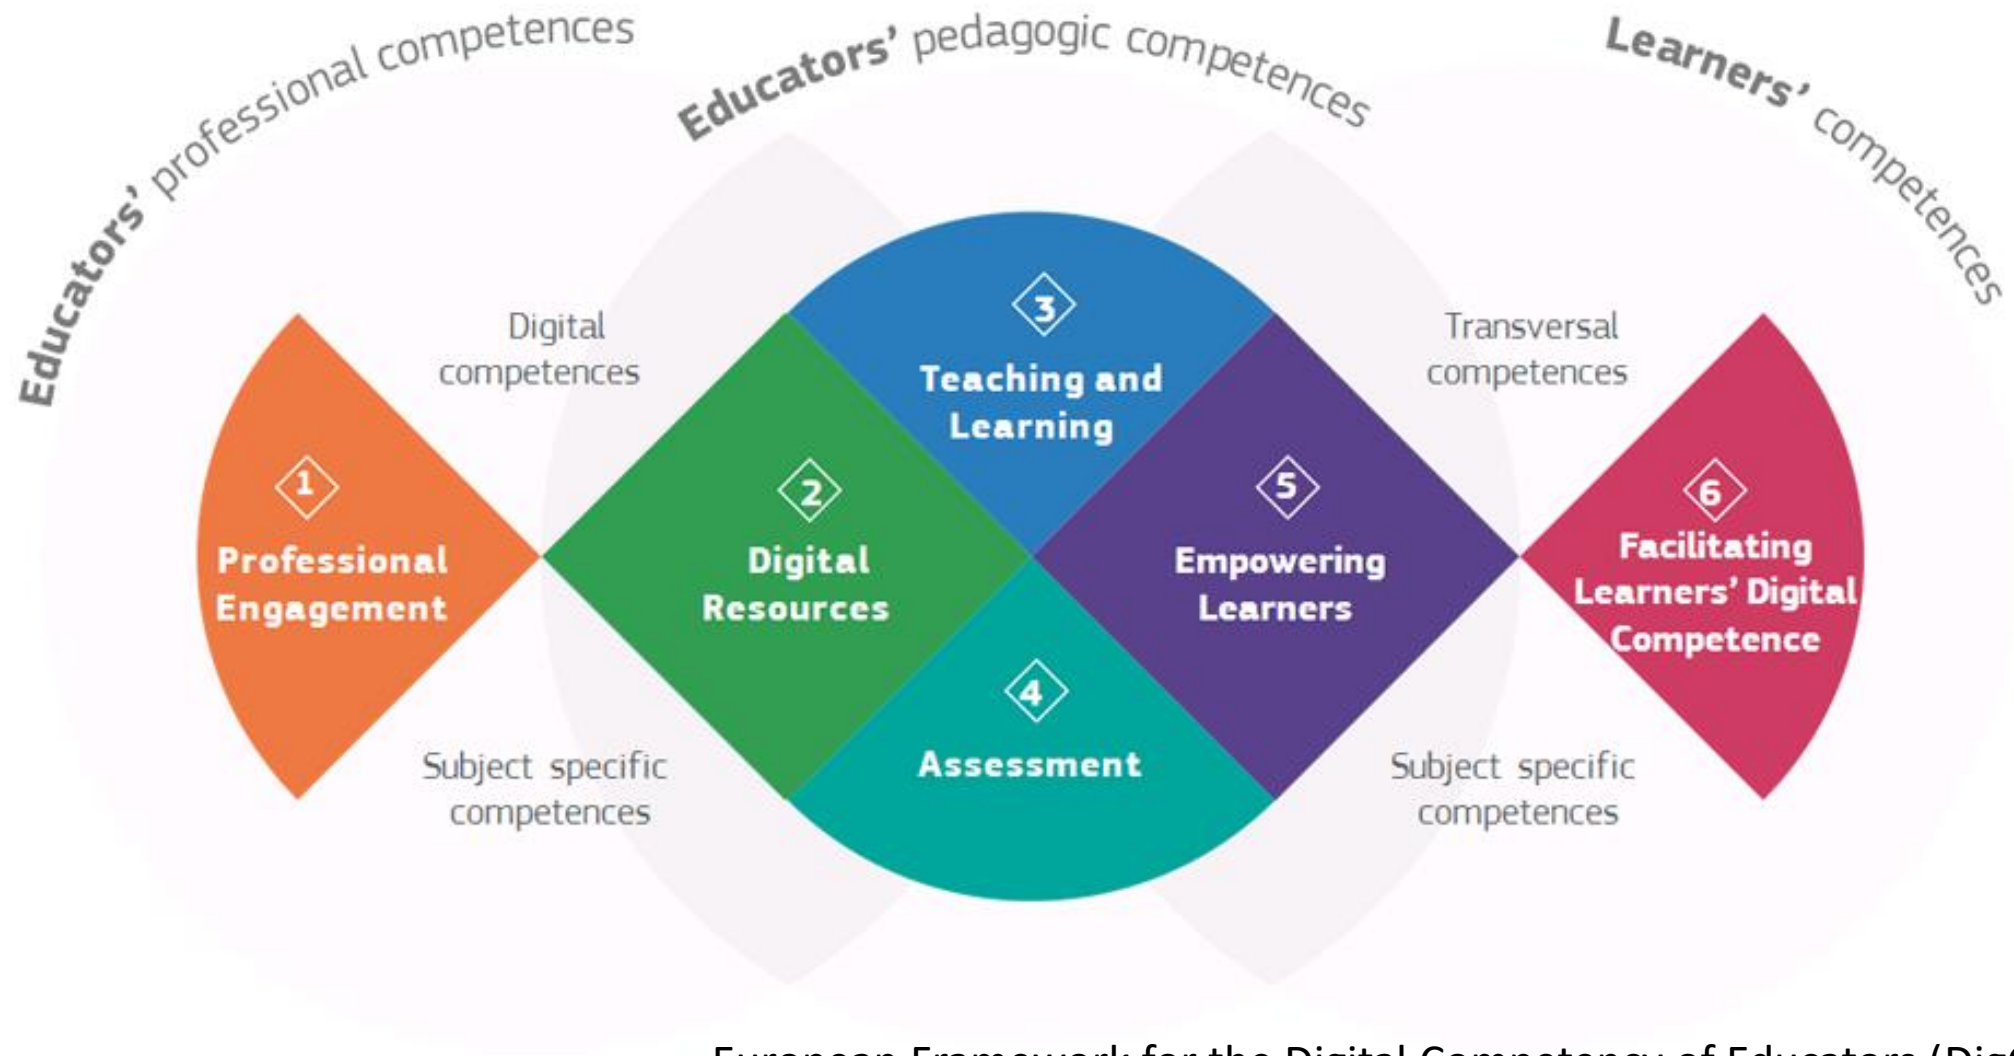 Educators’ professional competences
Educators’ pedagogic competences
Learners’ competences
Digital
competences
Transversal
competences
1
Professional
Engagement
2
Digital
Resources
3
Teaching and
Learning
4
Assessment
5
Empowering
Learners
6
Facilitating
Learners’ Digital
Competence
Subject specific
competences
Subject specific
competences
European Framework for the Digital Competency of Educators